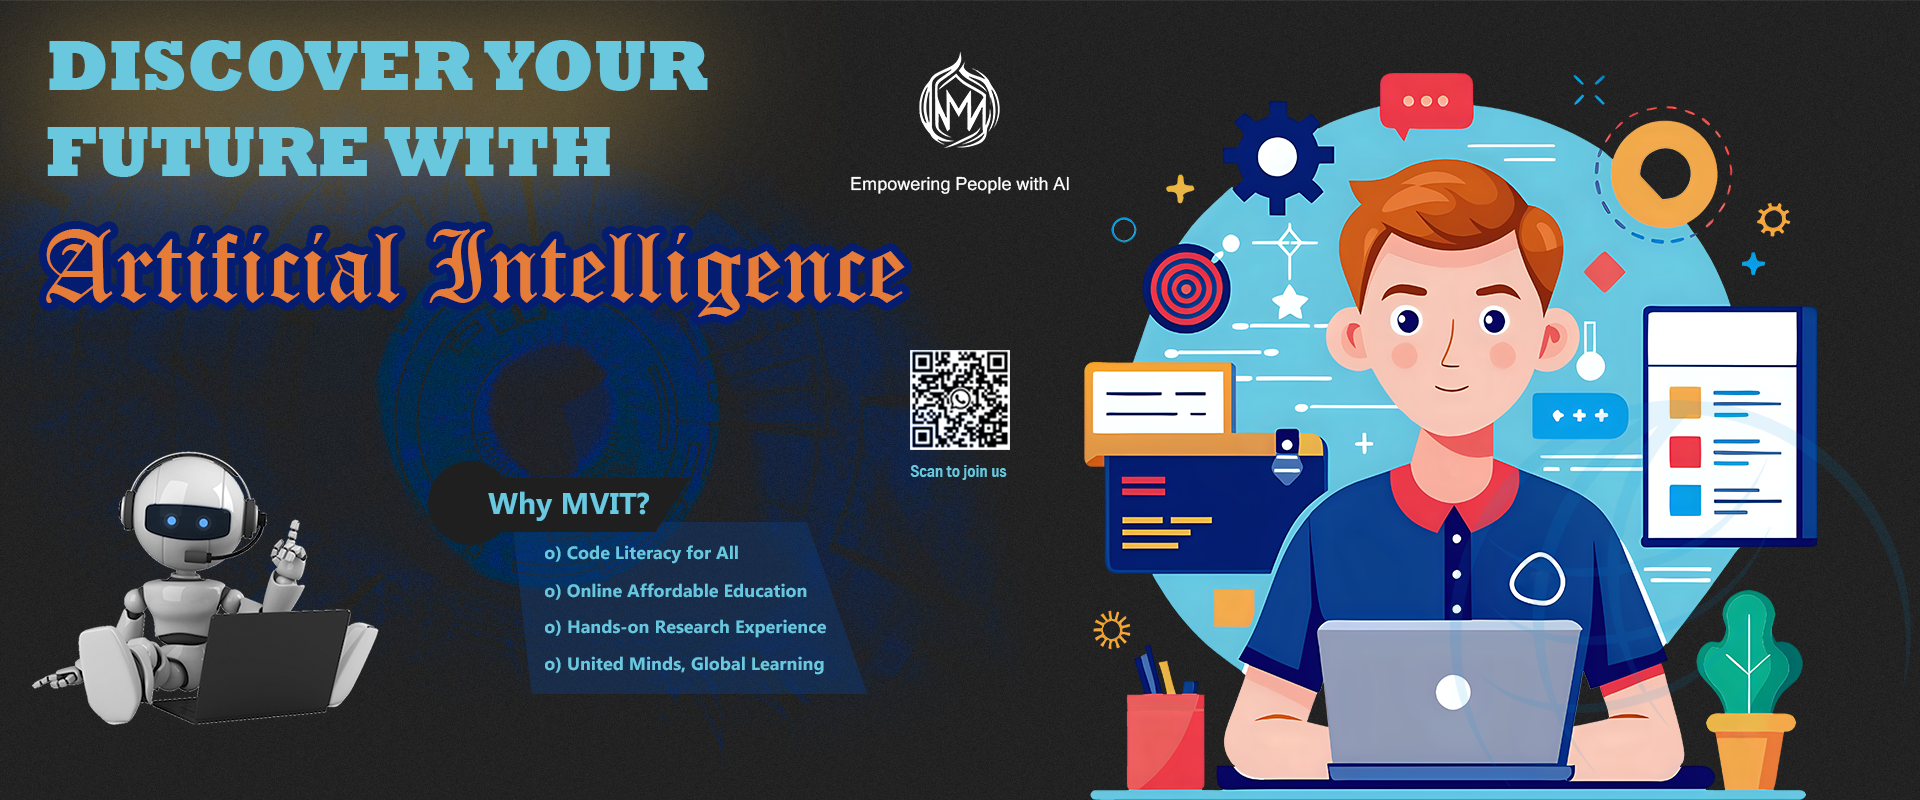 DISCOVER YOUR
FUTURE WITH
Artificial Intelligence
Empowering People with AI
Scan to join us
Why MVIT?
o) Code Literacy for All
o) Online Affordable Education
o) Hands-on Research Experience
o) United Minds, Global Learning